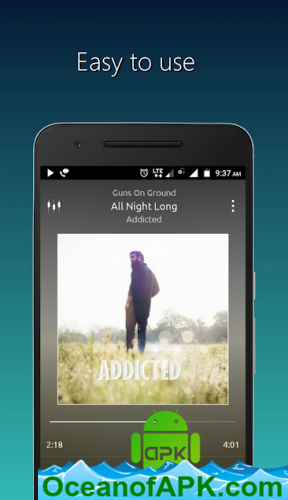 Easy to use
LTE 9:37 AM
Guns On Ground
All Night Long
Addicted
ADDICTED
2:18 4:01
apk
OceanofAPK.com